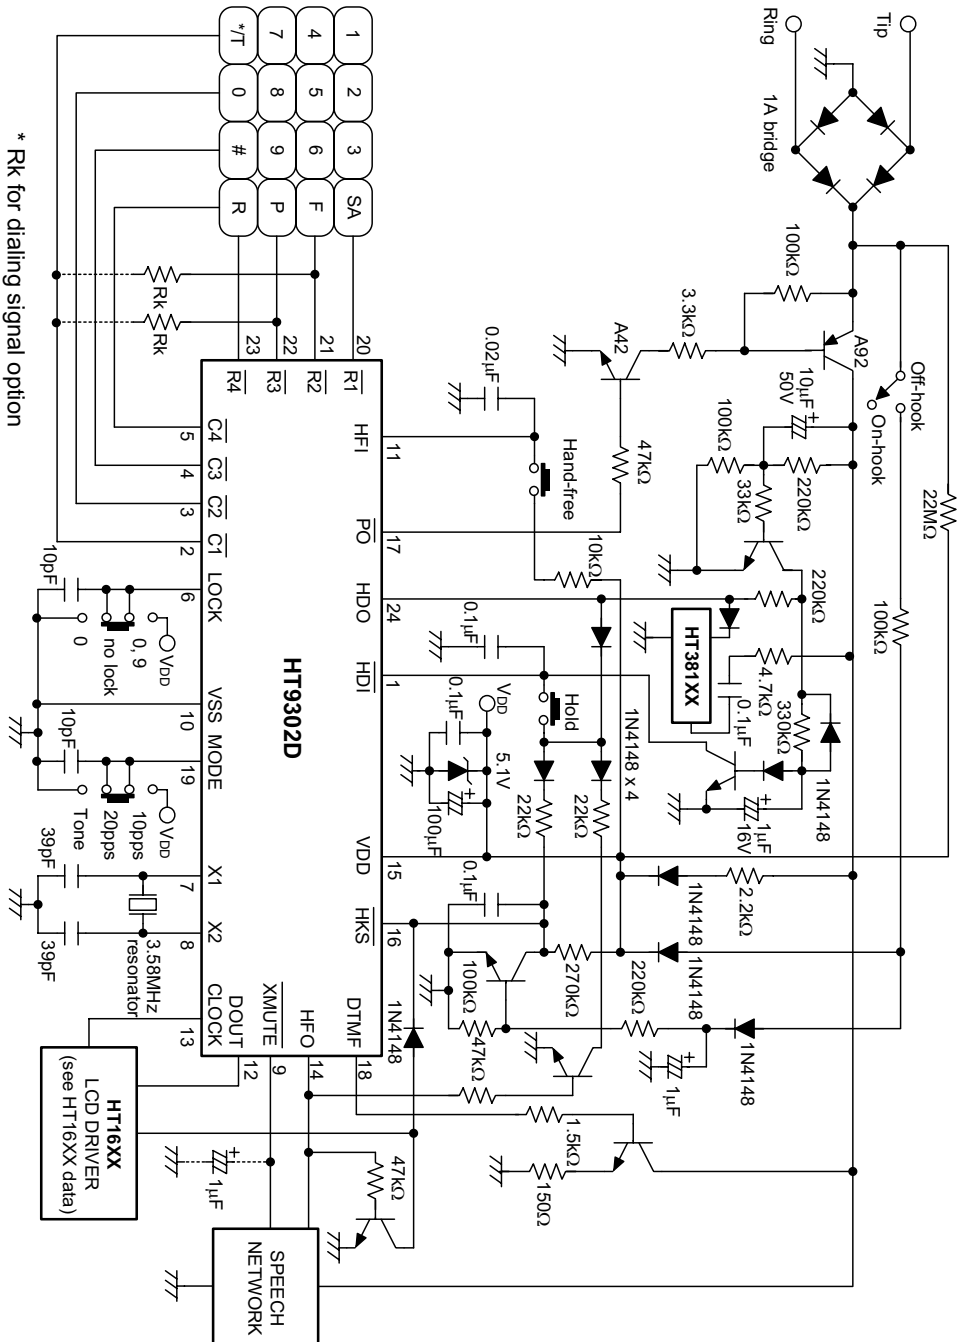 Tip
Ring
1A bridge
Off-hook
On-hook
22MΩ
100kΩ
A92
100kΩ
3.3kΩ
A42
10µF
50V
+
100kΩ
220kΩ
33kΩ
47kΩ
0.02µF
Hand-free
10kΩ
220kΩ
HT381XX
4.7kΩ
0.1µF
330kΩ
1N4148
1µF
16V
+
0.1µF
Hold
1N4148 x 4
22kΩ
22kΩ
VDD
0.1µF
5.1V
+
100µF
2.2kΩ
1N4148
1N4148
1N4148
0.1µF
270kΩ
220kΩ
100kΩ
+
1µF
47kΩ
1N4148
1.5kΩ
150Ω
47kΩ
1 2 3 SA
4 5 6 F
7 8 9 P
*/T 0 # R
Rk
Rk
* Rk for dialing signal option
20 R1
21 R2
22 R3
23 R4
11 HFI
17 PO
24 HDO
1 HDI
15 VDD
16 HKS
HT9302D
C4 5
C3 4
C2 3
C1 2
LOCK 6
VSS 10
MODE 19
X1 7
X2 8
CLOCK 13
DOUT 12
XMUTE 9
HFO 14
DTMF 18
10pF
VDD
0, 9
no lock
0
10pF
VDD
10pps
20pps
Tone
39pF
39pF
3.58MHz
resonator
HT16XX
LCD DRIVER
(see HT16XX data)
+
1µF
SPEECH
NETWORK